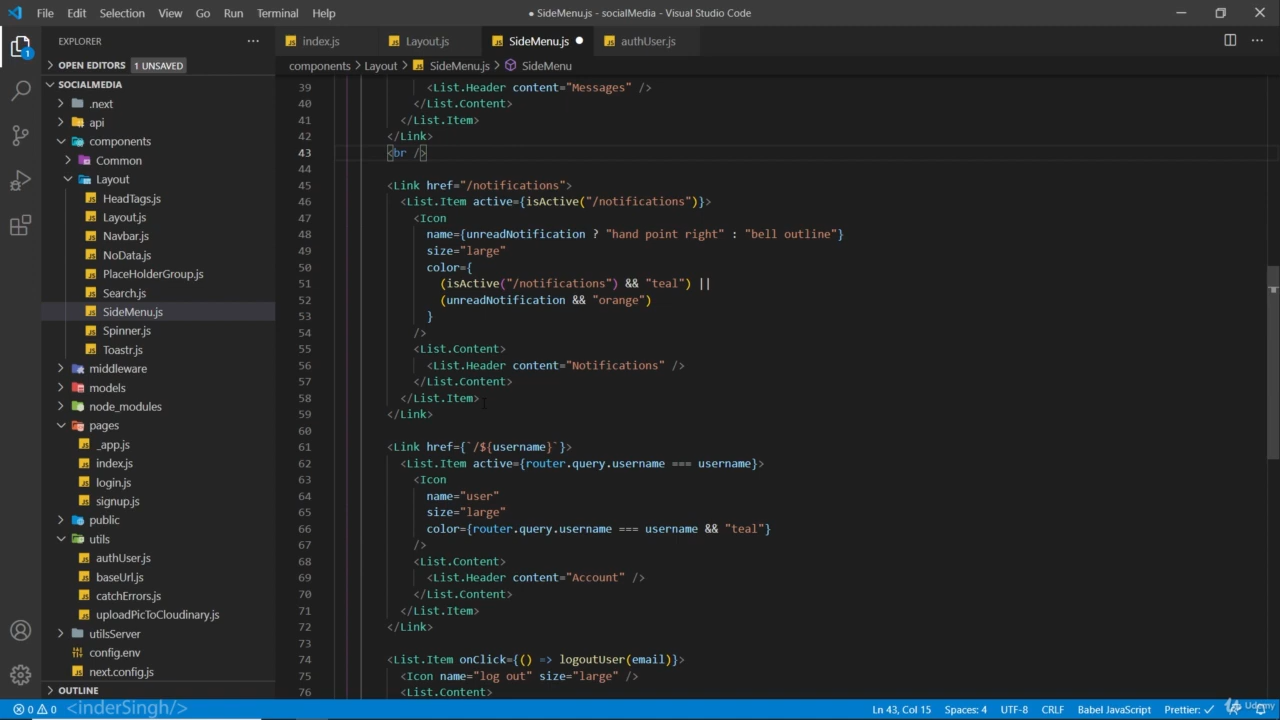 File Edit Selection View Go Run Terminal Help
● SideMenu.js - socialMedia - Visual Studio Code
EXPLORER
OPEN EDITORS 1 UNSAVED
SOCIALMEDIA
.next
api
components
Common
Layout
HeadTags.js
Layout.js
Navbar.js
NoData.js
PlaceHolderGroup.js
Search.js
SideMenu.js
Spinner.js
Toastr.js
middleware
models
node_modules
pages
_app.js
index.js
login.js
signup.js
public
utils
authUser.js
baseUrl.js
catchErrors.js
uploadPicToCloudinary.js
utilsServer
config.env
next.config.js
OUTLINE
index.js Layout.js SideMenu.js authUser.js
components > Layout > SideMenu.js > SideMenu
39 <List.Header content="Messages" />
40 </List.Content>
41 </List.Item>
42 </Link>
43 <br />
44
45 <Link href="/notifications">
46 <List.Item active={isActive("/notifications")}>
47 <Icon
48 name={unreadNotification ? "hand point right" : "bell outline"}
49 size="large"
50 color={
51 (isActive("/notifications") && "teal") ||
52 (unreadNotification && "orange")
53 }
54 />
55 <List.Content>
56 <List.Header content="Notifications" />
57 </List.Content>
58 </List.Item>
59 </Link>
60
61 <Link href={`/${username}`}>
62 <List.Item active={router.query.username === username}>
63 <Icon
64 name="user"
65 size="large"
66 color={router.query.username === username && "teal"}
67 />
68 <List.Content>
69 <List.Header content="Account" />
70 </List.Content>
71 </List.Item>
72 </Link>
73
74 <List.Item onClick={() => logoutUser(email)}>
75 <Icon name="log out" size="large" />
76 <List.Content>
1
0 0 <inderSingh/> Ln 43, Col 15 Spaces: 4 UTF-8 CRLF Babel JavaScript Prettier: ✓
Udemy